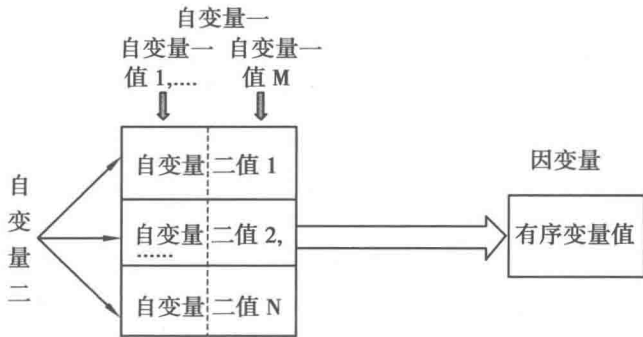 自变量一
自变量一 自变量一
值 1,.... 值 M
自变量二值 1
因变量
自变量二
自变量二值 2,
......
有序变量值
自变量二值 N